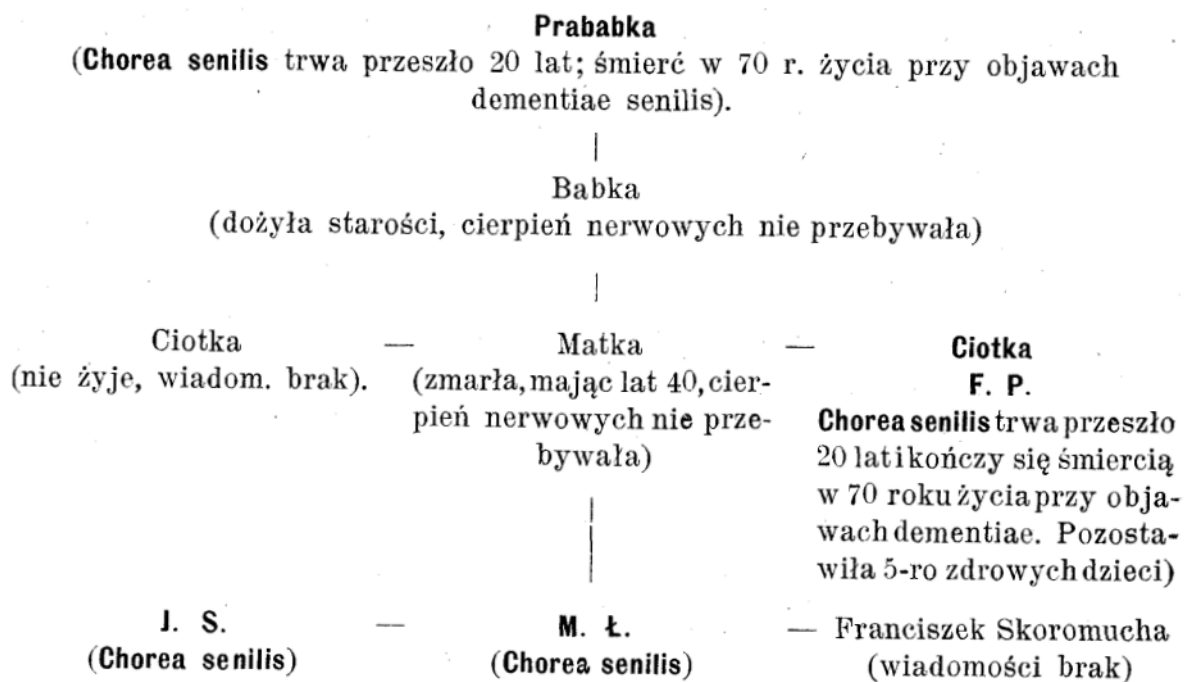 Prababka
(Chorea senilis trwa przeszło 20 lat; śmierć w 70 r. życia przy objawach
dementiae senilis).
Babka
(dożyła starości, cierpień nerwowych nie przebywała)
Ciotka — Matka — Ciotka
(nie żyje, wiadom. brak).
(zmarła, mając lat 40, cier-
pień nerwowych nie prze-
bywała)
F. P.
Chorea senilis trwa przeszło
20 lat i kończy się śmiercią
w 70 roku życia przy obja-
wach dementiae. Pozosta-
wiła 5-ro zdrowych dzieci)
J. S. — M. Ł. — Franciszek Skoromucha
(Chorea senilis) (Chorea senilis) (wiadomości brak)